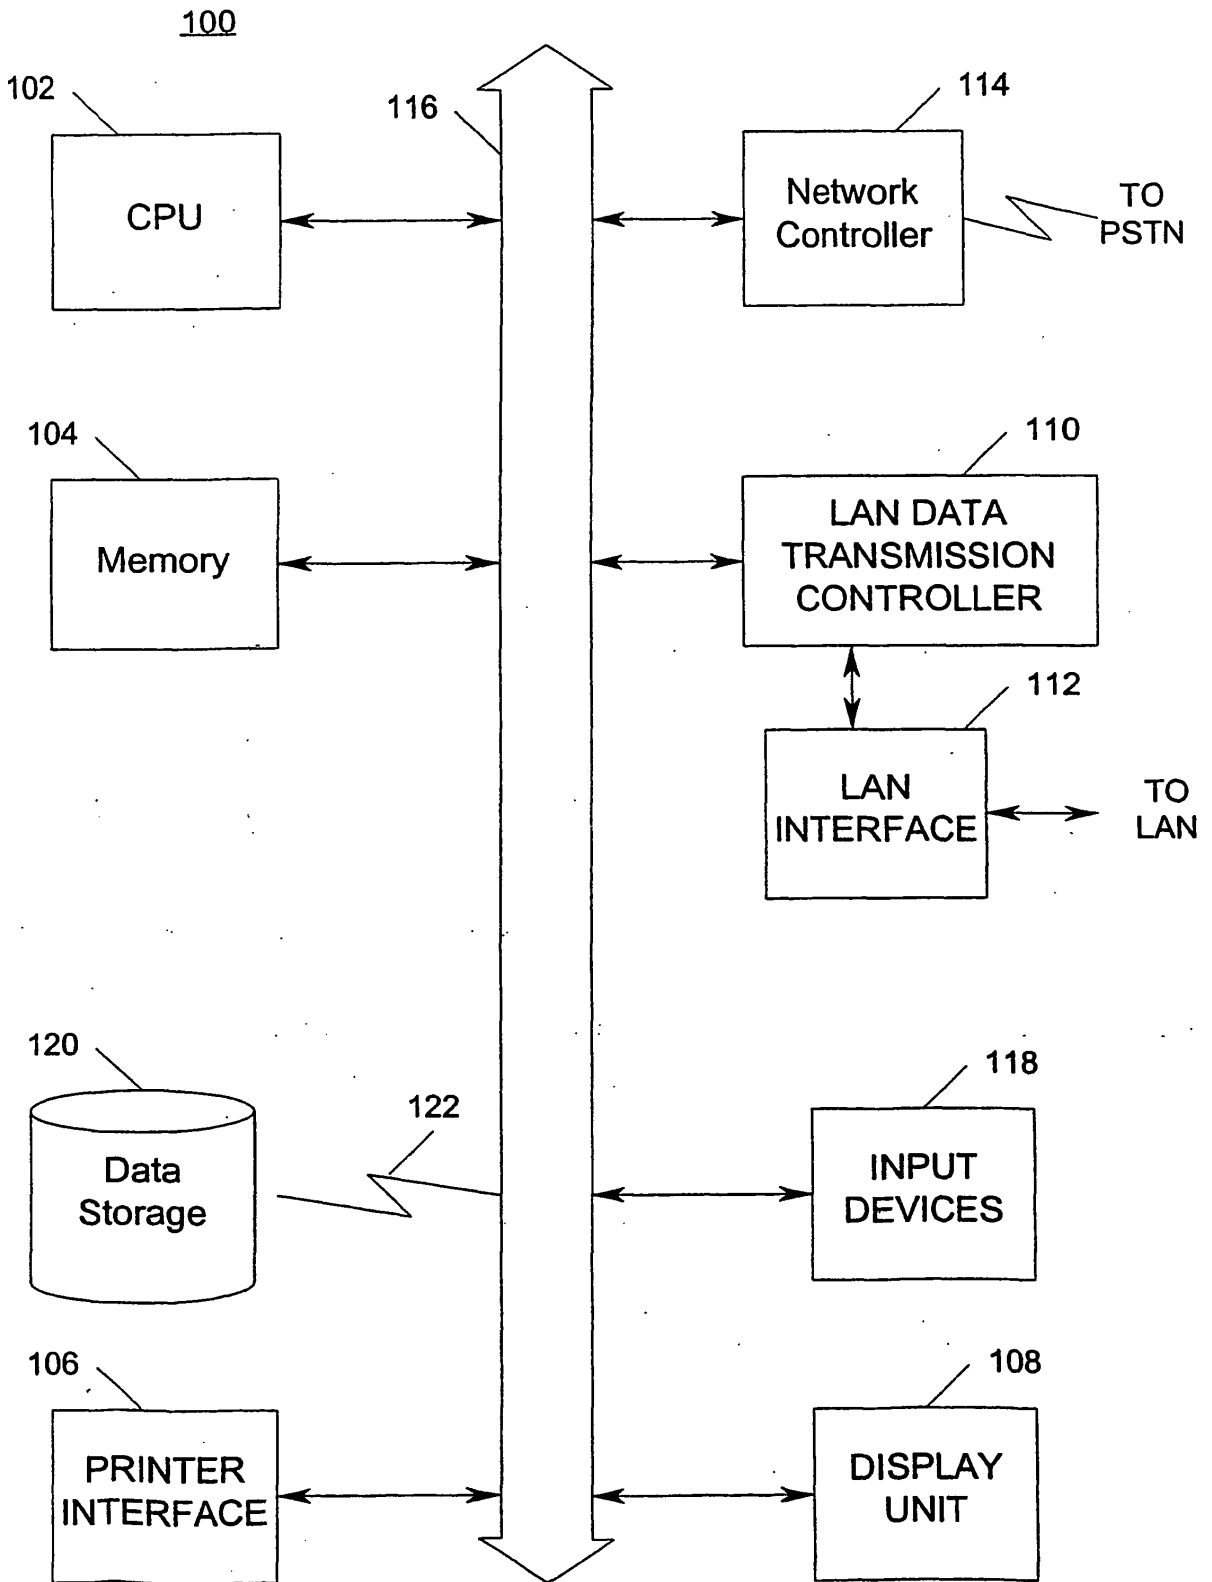 100
102
CPU
116
114
Network
Controller
TO
PSTN
104
Memory
110
LAN DATA
TRANSMISSION
CONTROLLER
112
LAN
INTERFACE
TO
LAN
120
Data
Storage
122
118
INPUT
DEVICES
106
PRINTER
INTERFACE
108
DISPLAY
UNIT